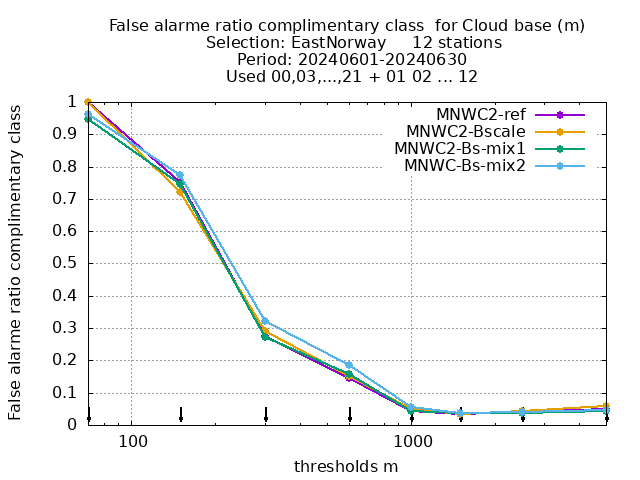 False alarme ratio complimentary class  for Cloud base (m)
Selection: EastNorway     12 stations
Period: 20240601-20240630
Used 00,03,...,21 + 01 02 ... 12
False alarme ratio complimentary class
1
0.9
0.8
0.7
0.6
0.5
0.4
0.3
0.2
0.1
0
MNWC2-ref
MNWC2-Bscale
MNWC2-Bs-mix1
MNWC-Bs-mix2
100
1000
thresholds m